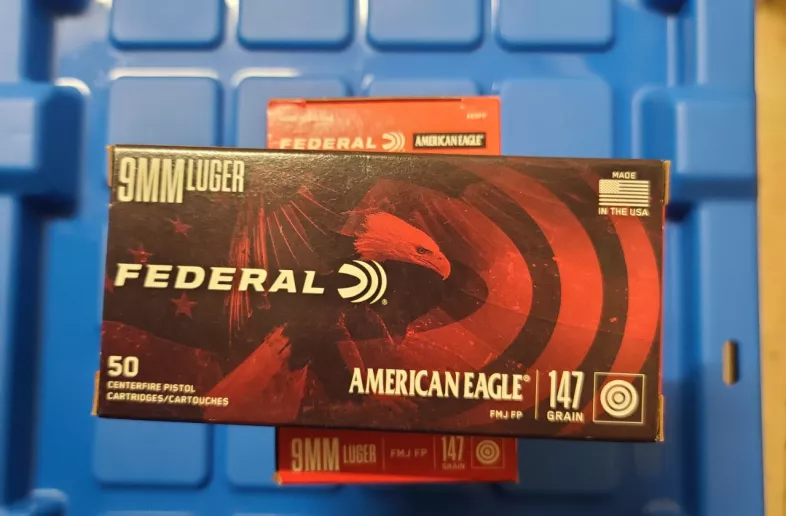 FEDERAL AMERICAN EAGLE
9MM LUGER
MADE
IN THE USA
FEDERAL
50
CENTERFIRE PISTOL
CARTRIDGES/CARTOUCHES
AMERICAN EAGLE®
FMJ FP
147
GRAIN
9MM LUGER FMJ FP 147
GRAIN